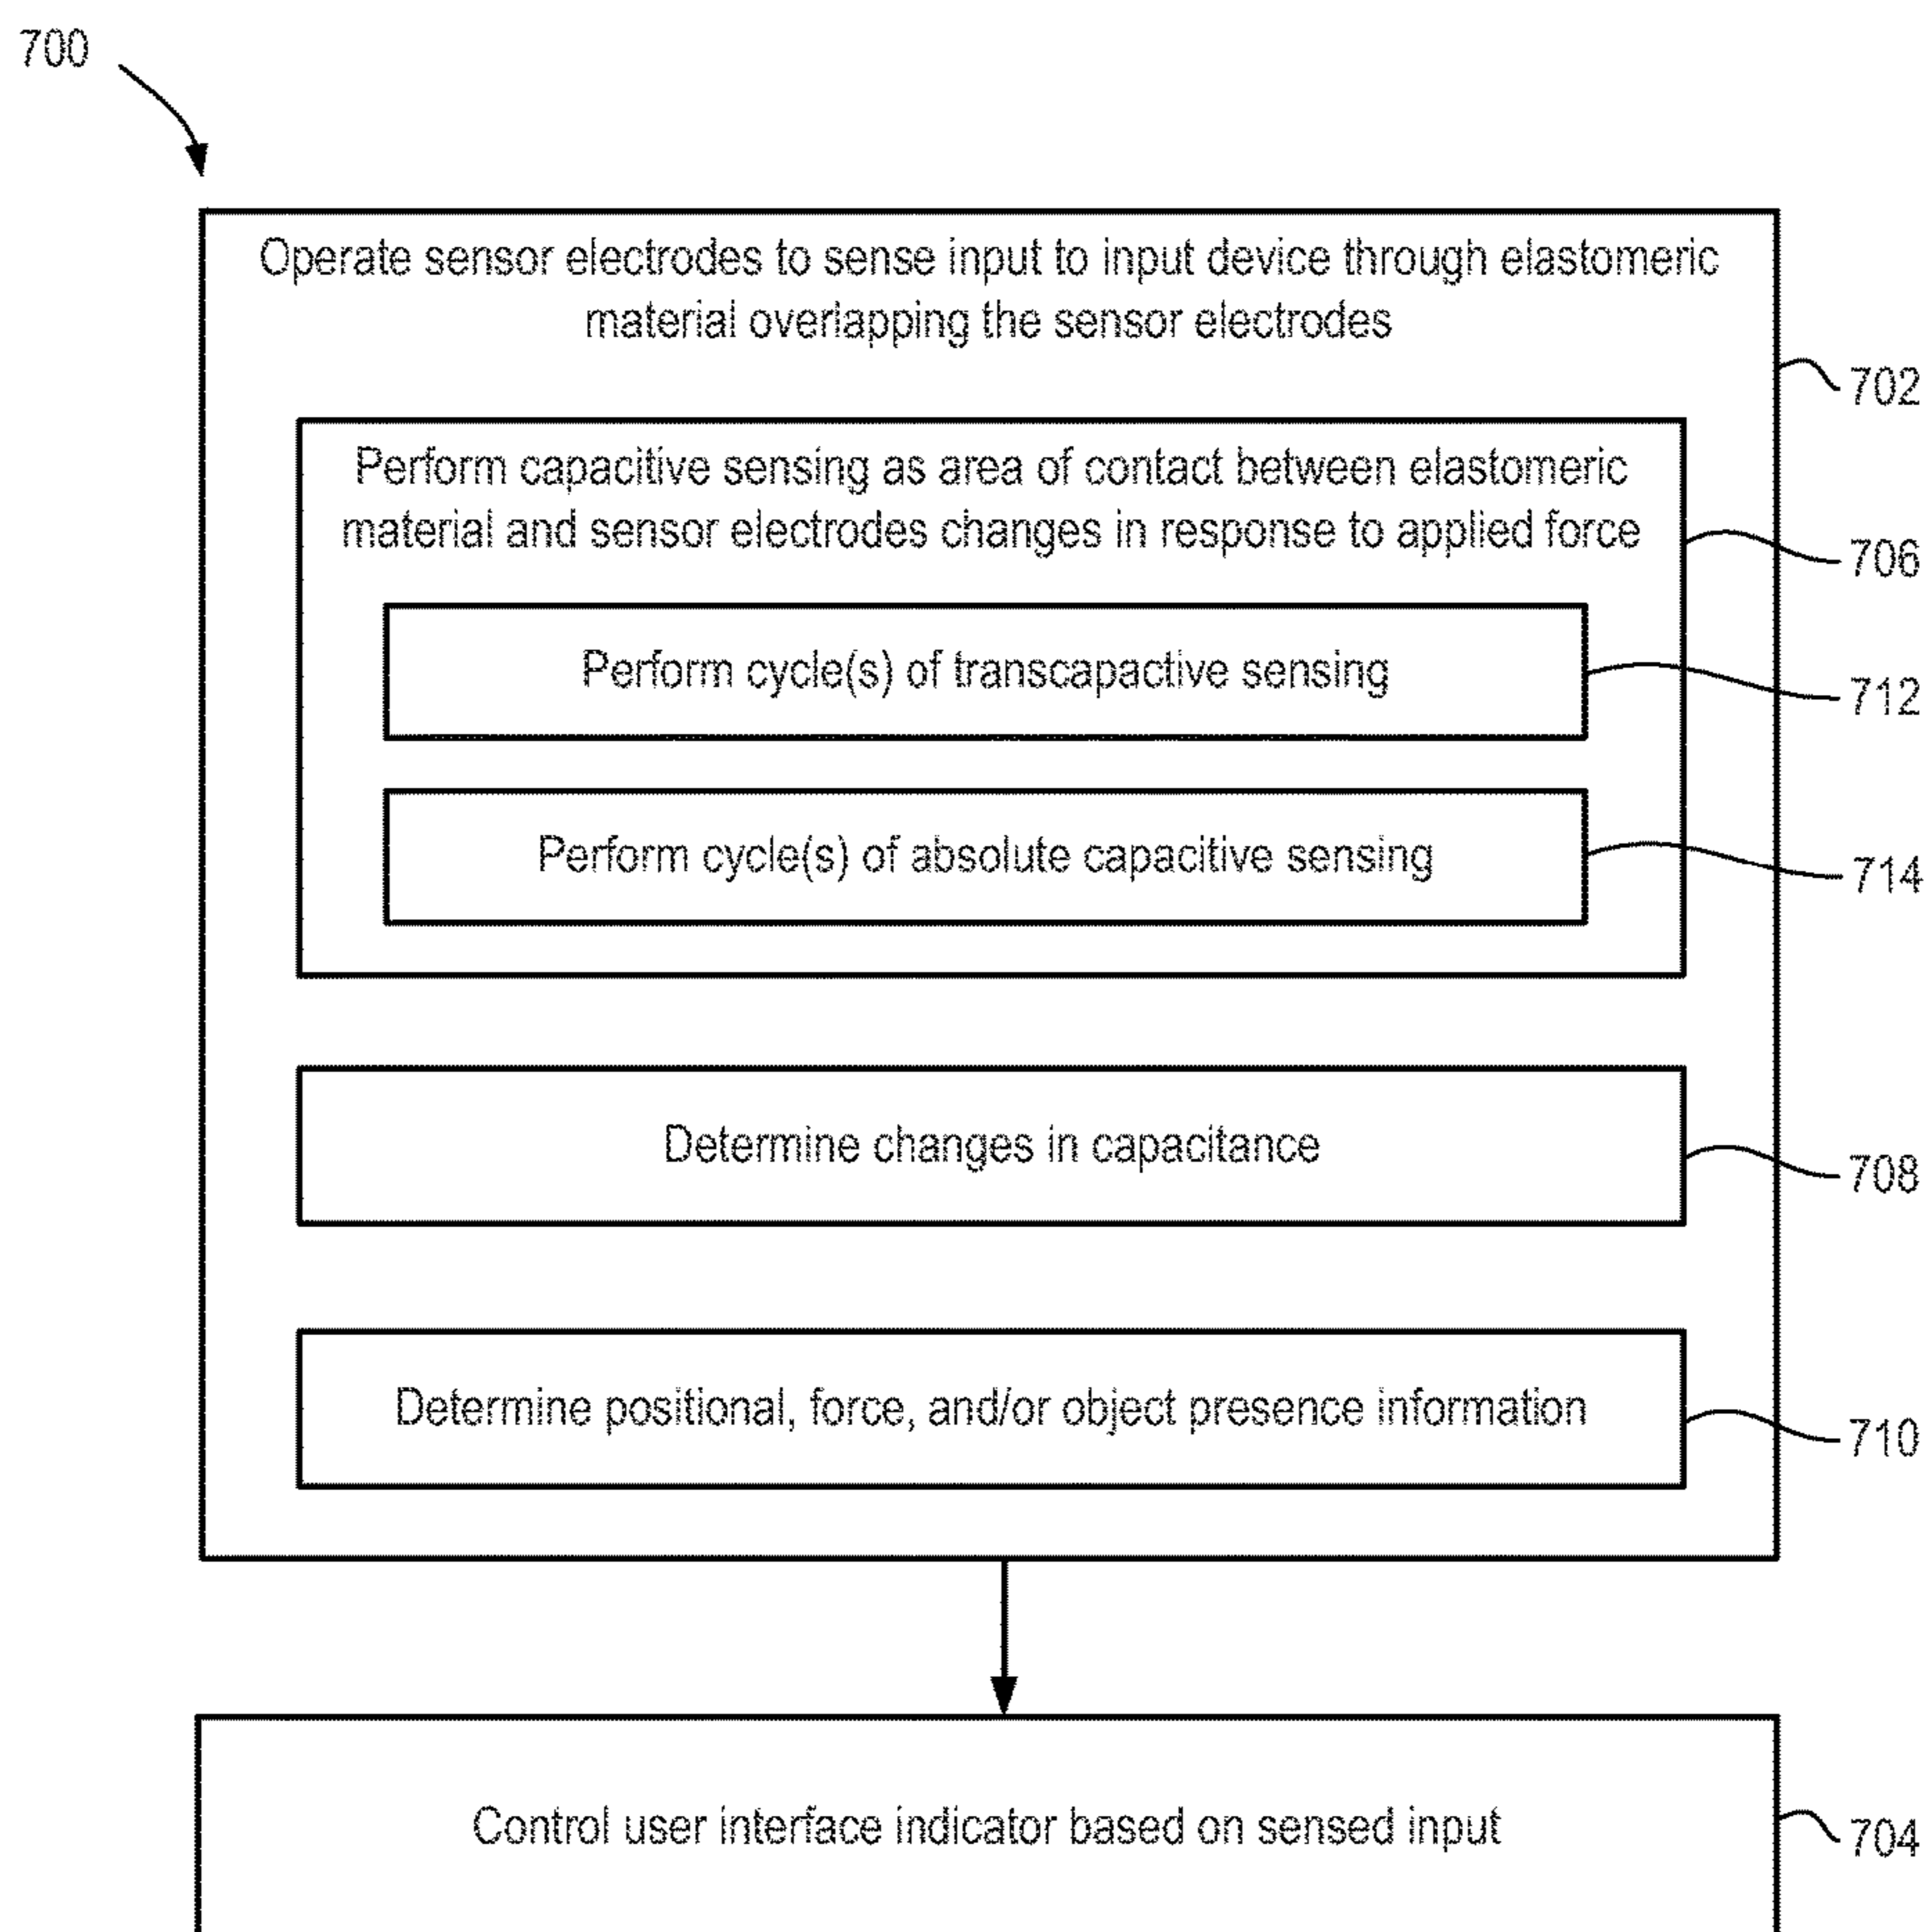 700
Operate sensor electrodes to sense input to input device through elastomeric
material overlapping the sensor electrodes
702
Perform capacitive sensing as area of contact between elastomeric
material and sensor electrodes changes in response to applied force
706
Perform cycle(s) of transcapactive sensing
712
Perform cycle(s) of absolute capacitive sensing
714
Determine changes in capacitance
708
Determine positional, force, and/or object presence information
710
Control user interface indicator based on sensed input
704